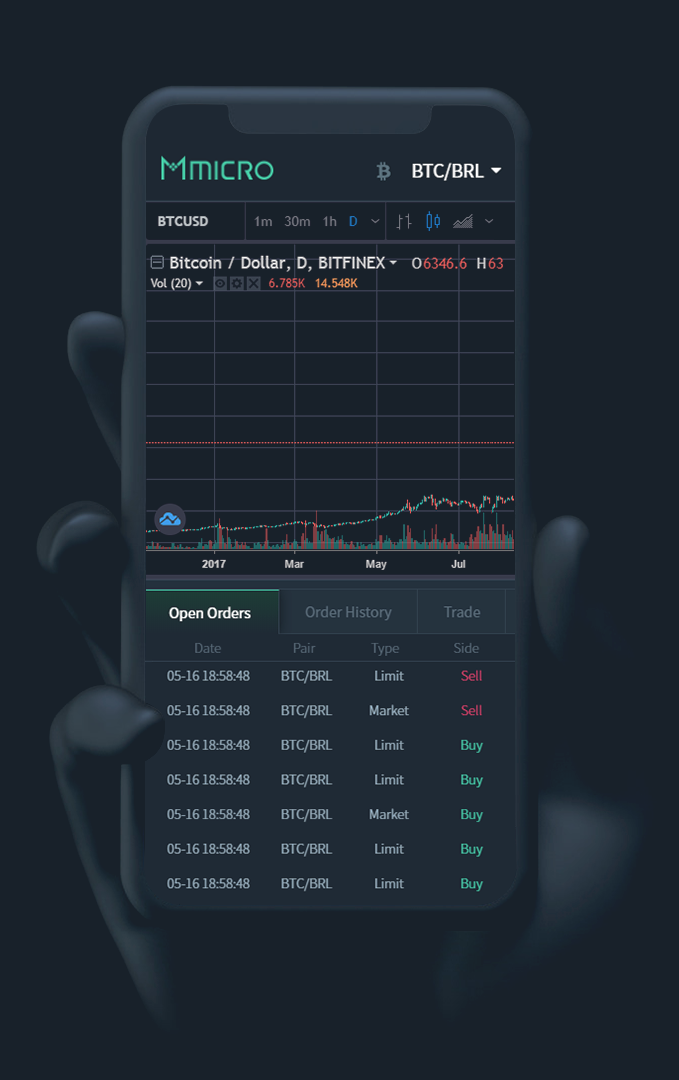 MMICRO BTC/BRL
BTCUSD 1m 30m 1h D
Bitcoin / Dollar, D, BITFINEX O6346.6 H63
Vol (20) 6.785K 14.548K
2017 Mar May Jul
Open Orders Order History Trade
Date Pair Type Side
05-16 18:58:48 BTC/BRL Limit Sell
05-16 18:58:48 BTC/BRL Market Sell
05-16 18:58:48 BTC/BRL Limit Buy
05-16 18:58:48 BTC/BRL Limit Buy
05-16 18:58:48 BTC/BRL Market Buy
05-16 18:58:48 BTC/BRL Limit Buy
05-16 18:58:48 BTC/BRL Limit Buy